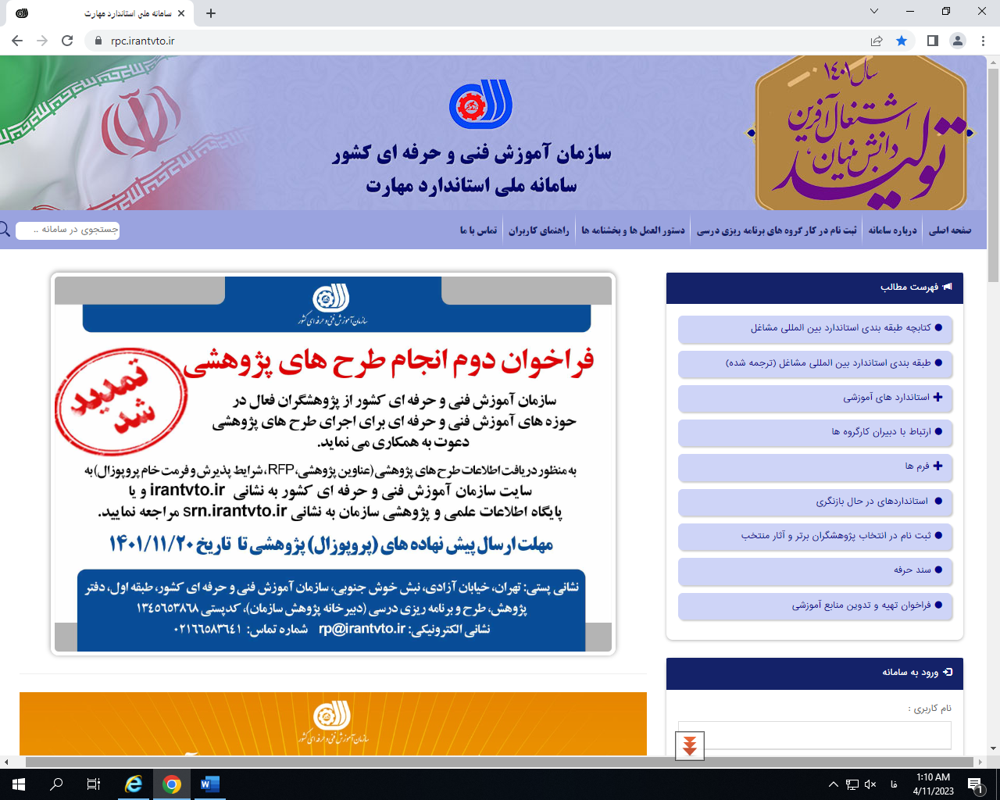 سامانه ملی استاندارد مهارت
rpc.irantvto.ir
سال ۱۴۰۱
تولید
دانش بنیان،
اشتغال آفرین
سازمان آموزش فنی و حرفه ای کشور
سامانه ملی استاندارد مهارت
صفحه اصلی
درباره سامانه
ثبت نام در کار گروه های برنامه ریزی درسی
دستور العمل ها و بخشنامه ها
راهنمای کاربران
تماس با ما
جستجوی در سامانه ..
فهرست مطالب
کتابچه طبقه بندی استاندارد بین المللی مشاغل
طبقه بندی استاندارد بین المللی مشاغل (ترجمه شده)
استاندارد های آموزشی
ارتباط با دبیران کارگروه ها
فرم ها
استانداردهای در حال بازنگری
ثبت نام در انتخاب پژوهشگران برتر و آثار منتخب
سند حرفه
فراخوان تهیه و تدوین منابع آموزشی
ورود به سامانه
نام کاربری :
سازمان آموزش فنی و حرفه ای کشور
فراخوان دوم انجام طرح های پژوهشی
تمدید
شد
سازمان آموزش فنی و حرفه ای کشور از پژوهشگران فعال در
حوزه های آموزش فنی و حرفه ای برای اجرای طرح های پژوهشی
دعوت به همکاری می نماید.
به منظور دریافت اطلاعات طرح های پژوهشی (عناوین پژوهشی، RFP، شرایط پذیرش و فرمت خام پروپوزال) به
سایت سازمان آموزش فنی و حرفه ای کشور به نشانی irantvto.ir و یا
پایگاه اطلاعات علمی و پژوهشی سازمان به نشانی srn.irantvto.ir مراجعه نمایید.
مهلت ارسال پیش نهاده های (پروپوزال) پژوهشی تا تاریخ ۱۴۰۱/۱۱/۲۰
نشانی پستی: تهران، خیابان آزادی، نبش خوش جنوبی، سازمان آموزش فنی و حرفه ای کشور، طبقه اول، دفتر
پژوهش، طرح و برنامه ریزی درسی (دبیرخانه پژوهش سازمان)، کدپستی ۱۳۴۵۶۵۳۸۶۸
نشانی الکترونیکی: rp@irantvto.ir شماره تماس: ۰۲۱۶۶۵۸۳۶۴۱
سازمان آموزش فنی و حرفه ای کشور
فا
1:10 AM
4/11/2023
1